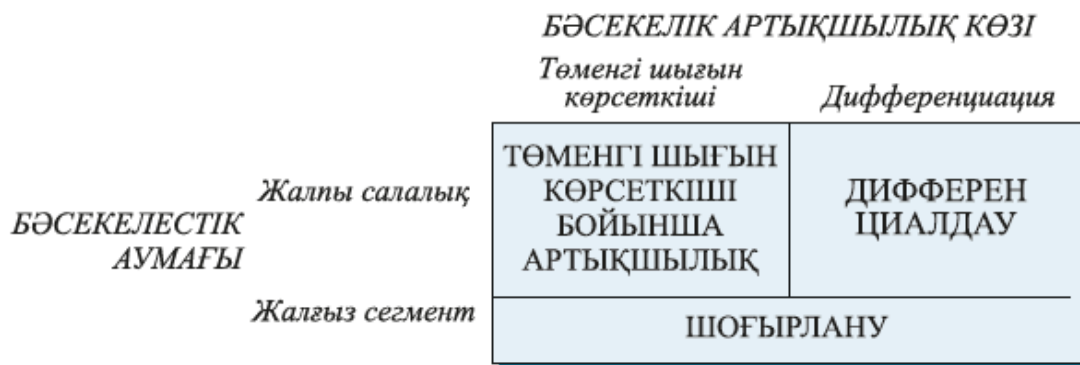 БӘСЕКЕЛІК АРТЫҚШЫЛЫҚ КӨЗІ
Төменгі шығын
көрсеткіші
Дифференциация
БӘСЕКЕЛЕСТІК
АУМАҒЫ
Жалпы салалық
ТӨМЕНГІ ШЫҒЫН
КӨРСЕТКІШІ
БОЙЫНША
АРТЫҚШЫЛЫҚ
ДИФФЕРЕН
ЦИАЛДАУ
Жалғыз сегмент
ШОҒЫРЛАНУ